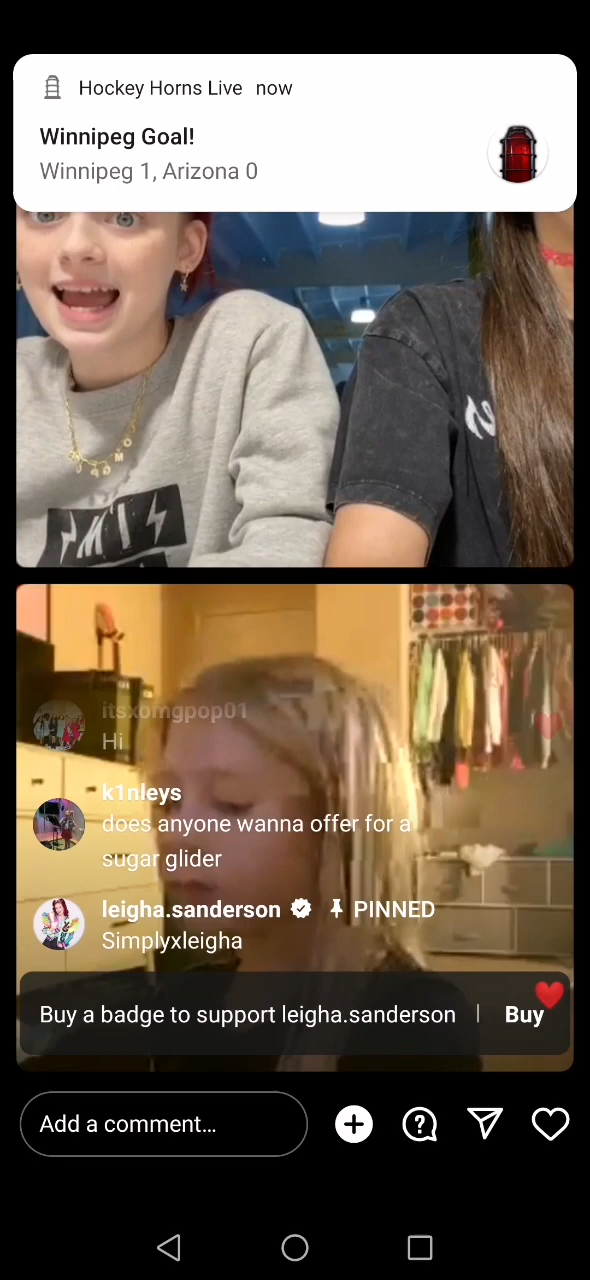 Hockey Horns Live now
Winnipeg Goal!
Winnipeg 1, Arizona 0
itsxomgpop01
Hi
k1nleys
does anyone wanna offer for a
sugar glider
leigha.sanderson PINNED
Simplyxleigha
Buy a badge to support leigha.sanderson | Buy
Add a comment...